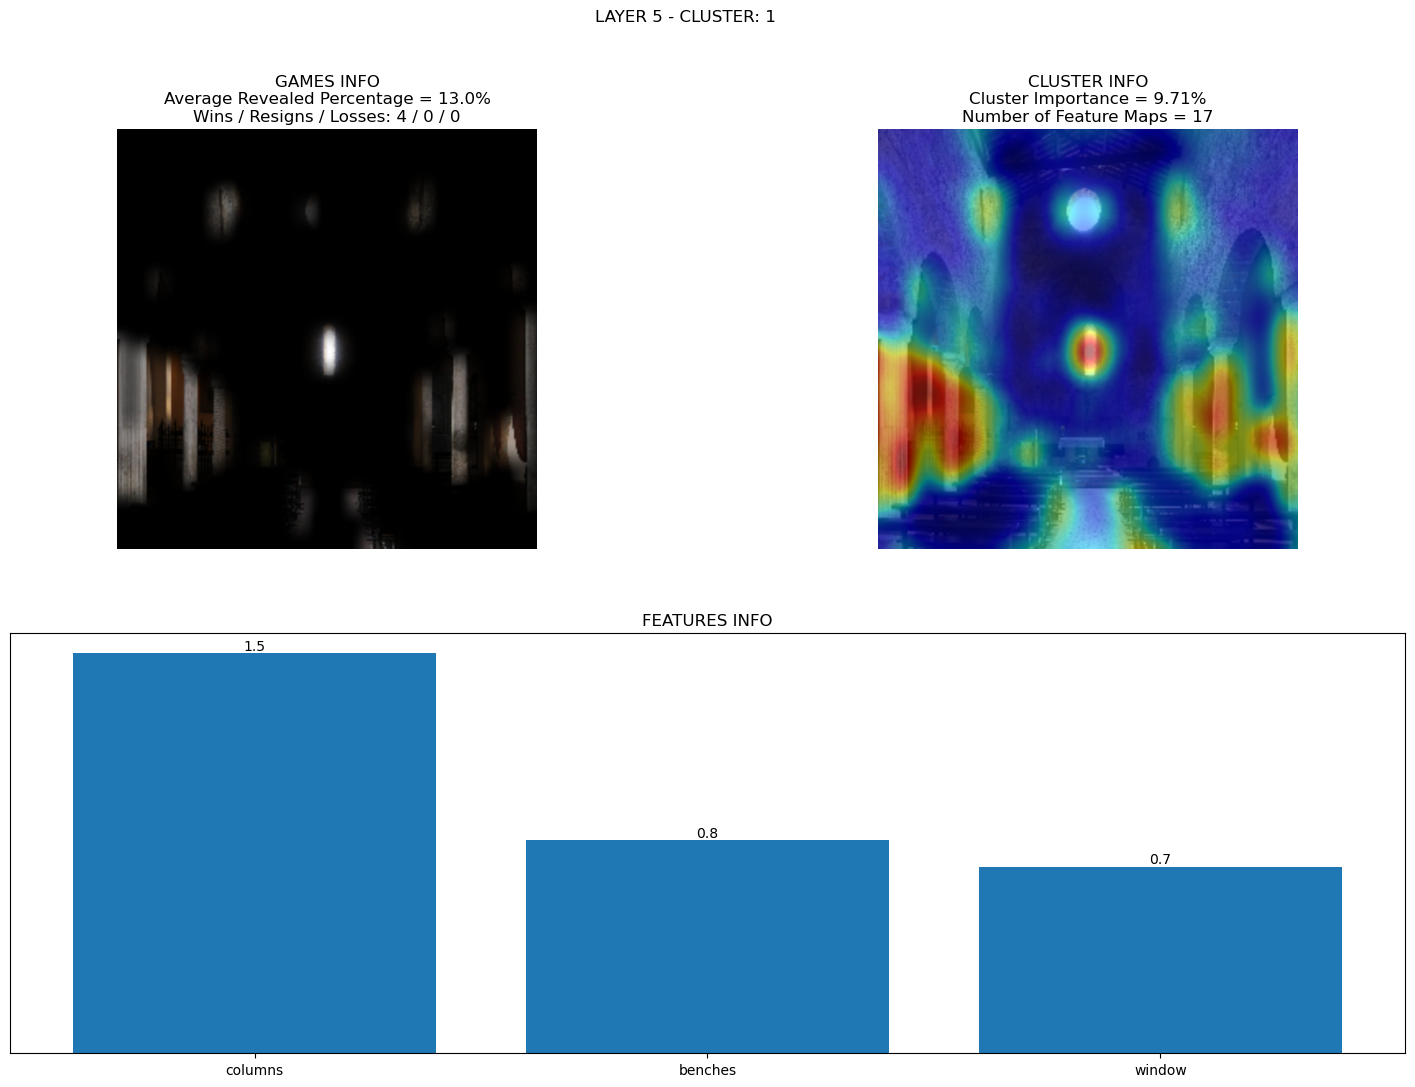 LAYER 5 - CLUSTER: 1
GAMES INFO
Average Revealed Percentage = 13.0%
Wins / Resigns / Losses: 4 / 0 / 0
CLUSTER INFO
Cluster Importance = 9.71%
Number of Feature Maps = 17
FEATURES INFO
1.5
0.8
0.7
columns
benches
window